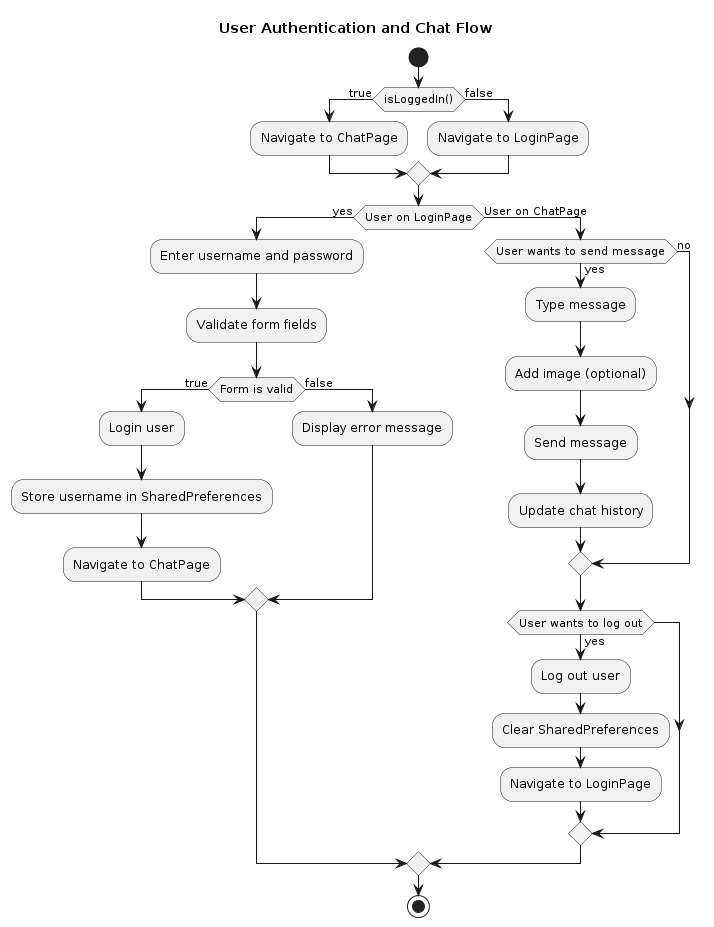 User Authentication and Chat Flow
true
isLoggedIn()
false
Navigate to ChatPage
Navigate to LoginPage
yes
User on LoginPage
User on ChatPage
Enter username and password
Validate form fields
true
Form is valid
false
Login user
Display error message
Store username in SharedPreferences
Navigate to ChatPage
User wants to send message
no
yes
Type message
Add image (optional)
Send message
Update chat history
User wants to log out
yes
Log out user
Clear SharedPreferences
Navigate to LoginPage